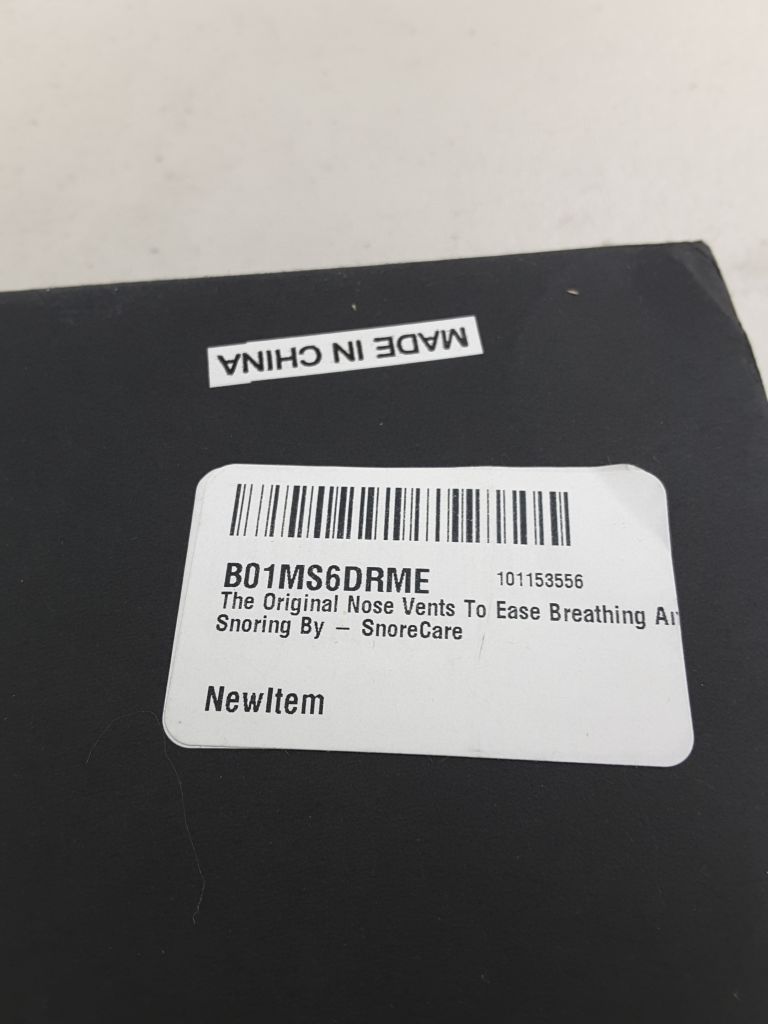 MADE IN CHINA
B01MS6DRME
101153556
The Original Nose Vents To Ease Breathing
Snoring By – SnoreCare
NewItem